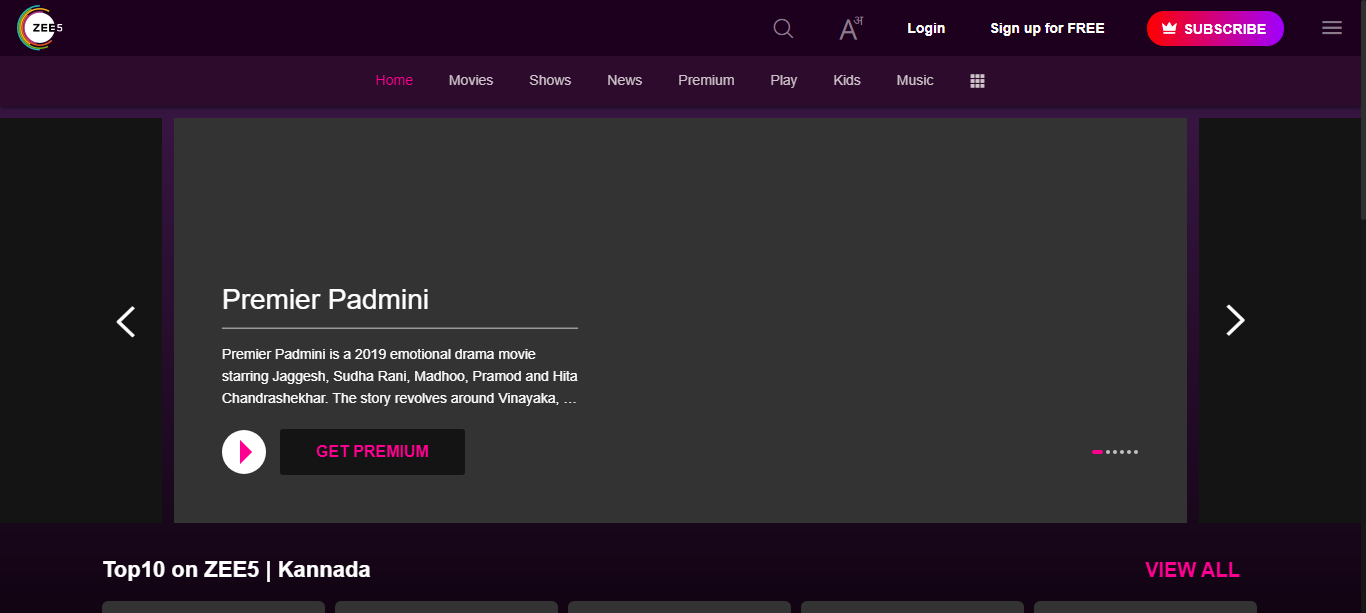 ZEE5
Aअ
Login
Sign up for FREE
SUBSCRIBE
Home
Movies
Shows
News
Premium
Play
Kids
Music
Premier Padmini
Premier Padmini is a 2019 emotional drama movie
starring Jaggesh, Sudha Rani, Madhoo, Pramod and Hita
Chandrashekhar. The story revolves around Vinayaka, ...
GET PREMIUM
Top10 on ZEE5 | Kannada
VIEW ALL